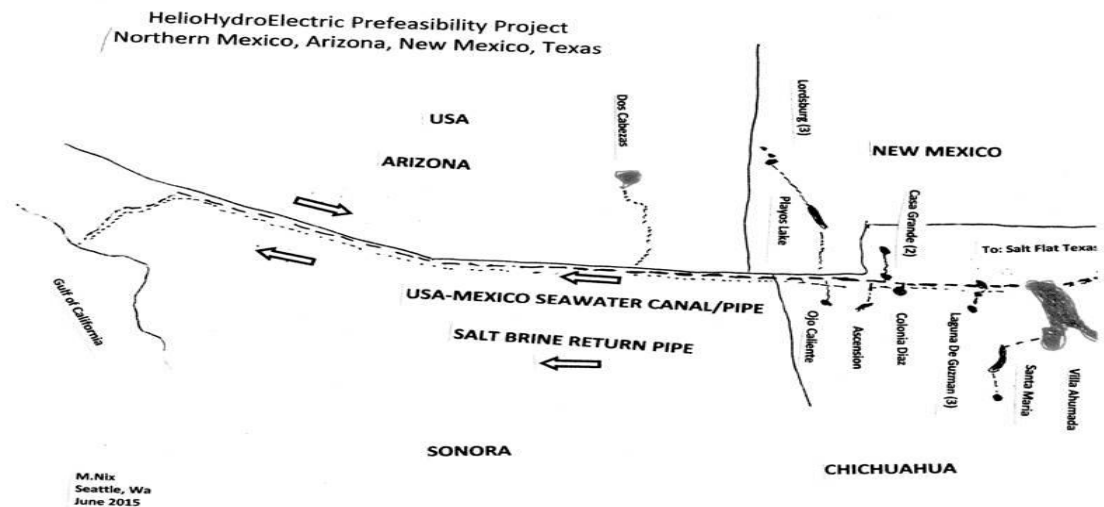 HelioHydroElectric Prefeasibility Project
Northern Mexico, Arizona, New Mexico, Texas
USA
ARIZONA
Dos Cabezas
Lordsburg (3)
NEW MEXICO
Playos Lake
Casa Grande (2)
To: Salt Flat Texas
Gulf of California
USA-MEXICO SEAWATER CANAL/PIPE
SALT BRINE RETURN PIPE
Ojo Caliente
Ascension
Colonia Diaz
Laguna De Guzman (3)
Santa Maria
Villa Ahumada
SONORA
CHICHUAHUA
M.Nix
Seattle, Wa
June 2015